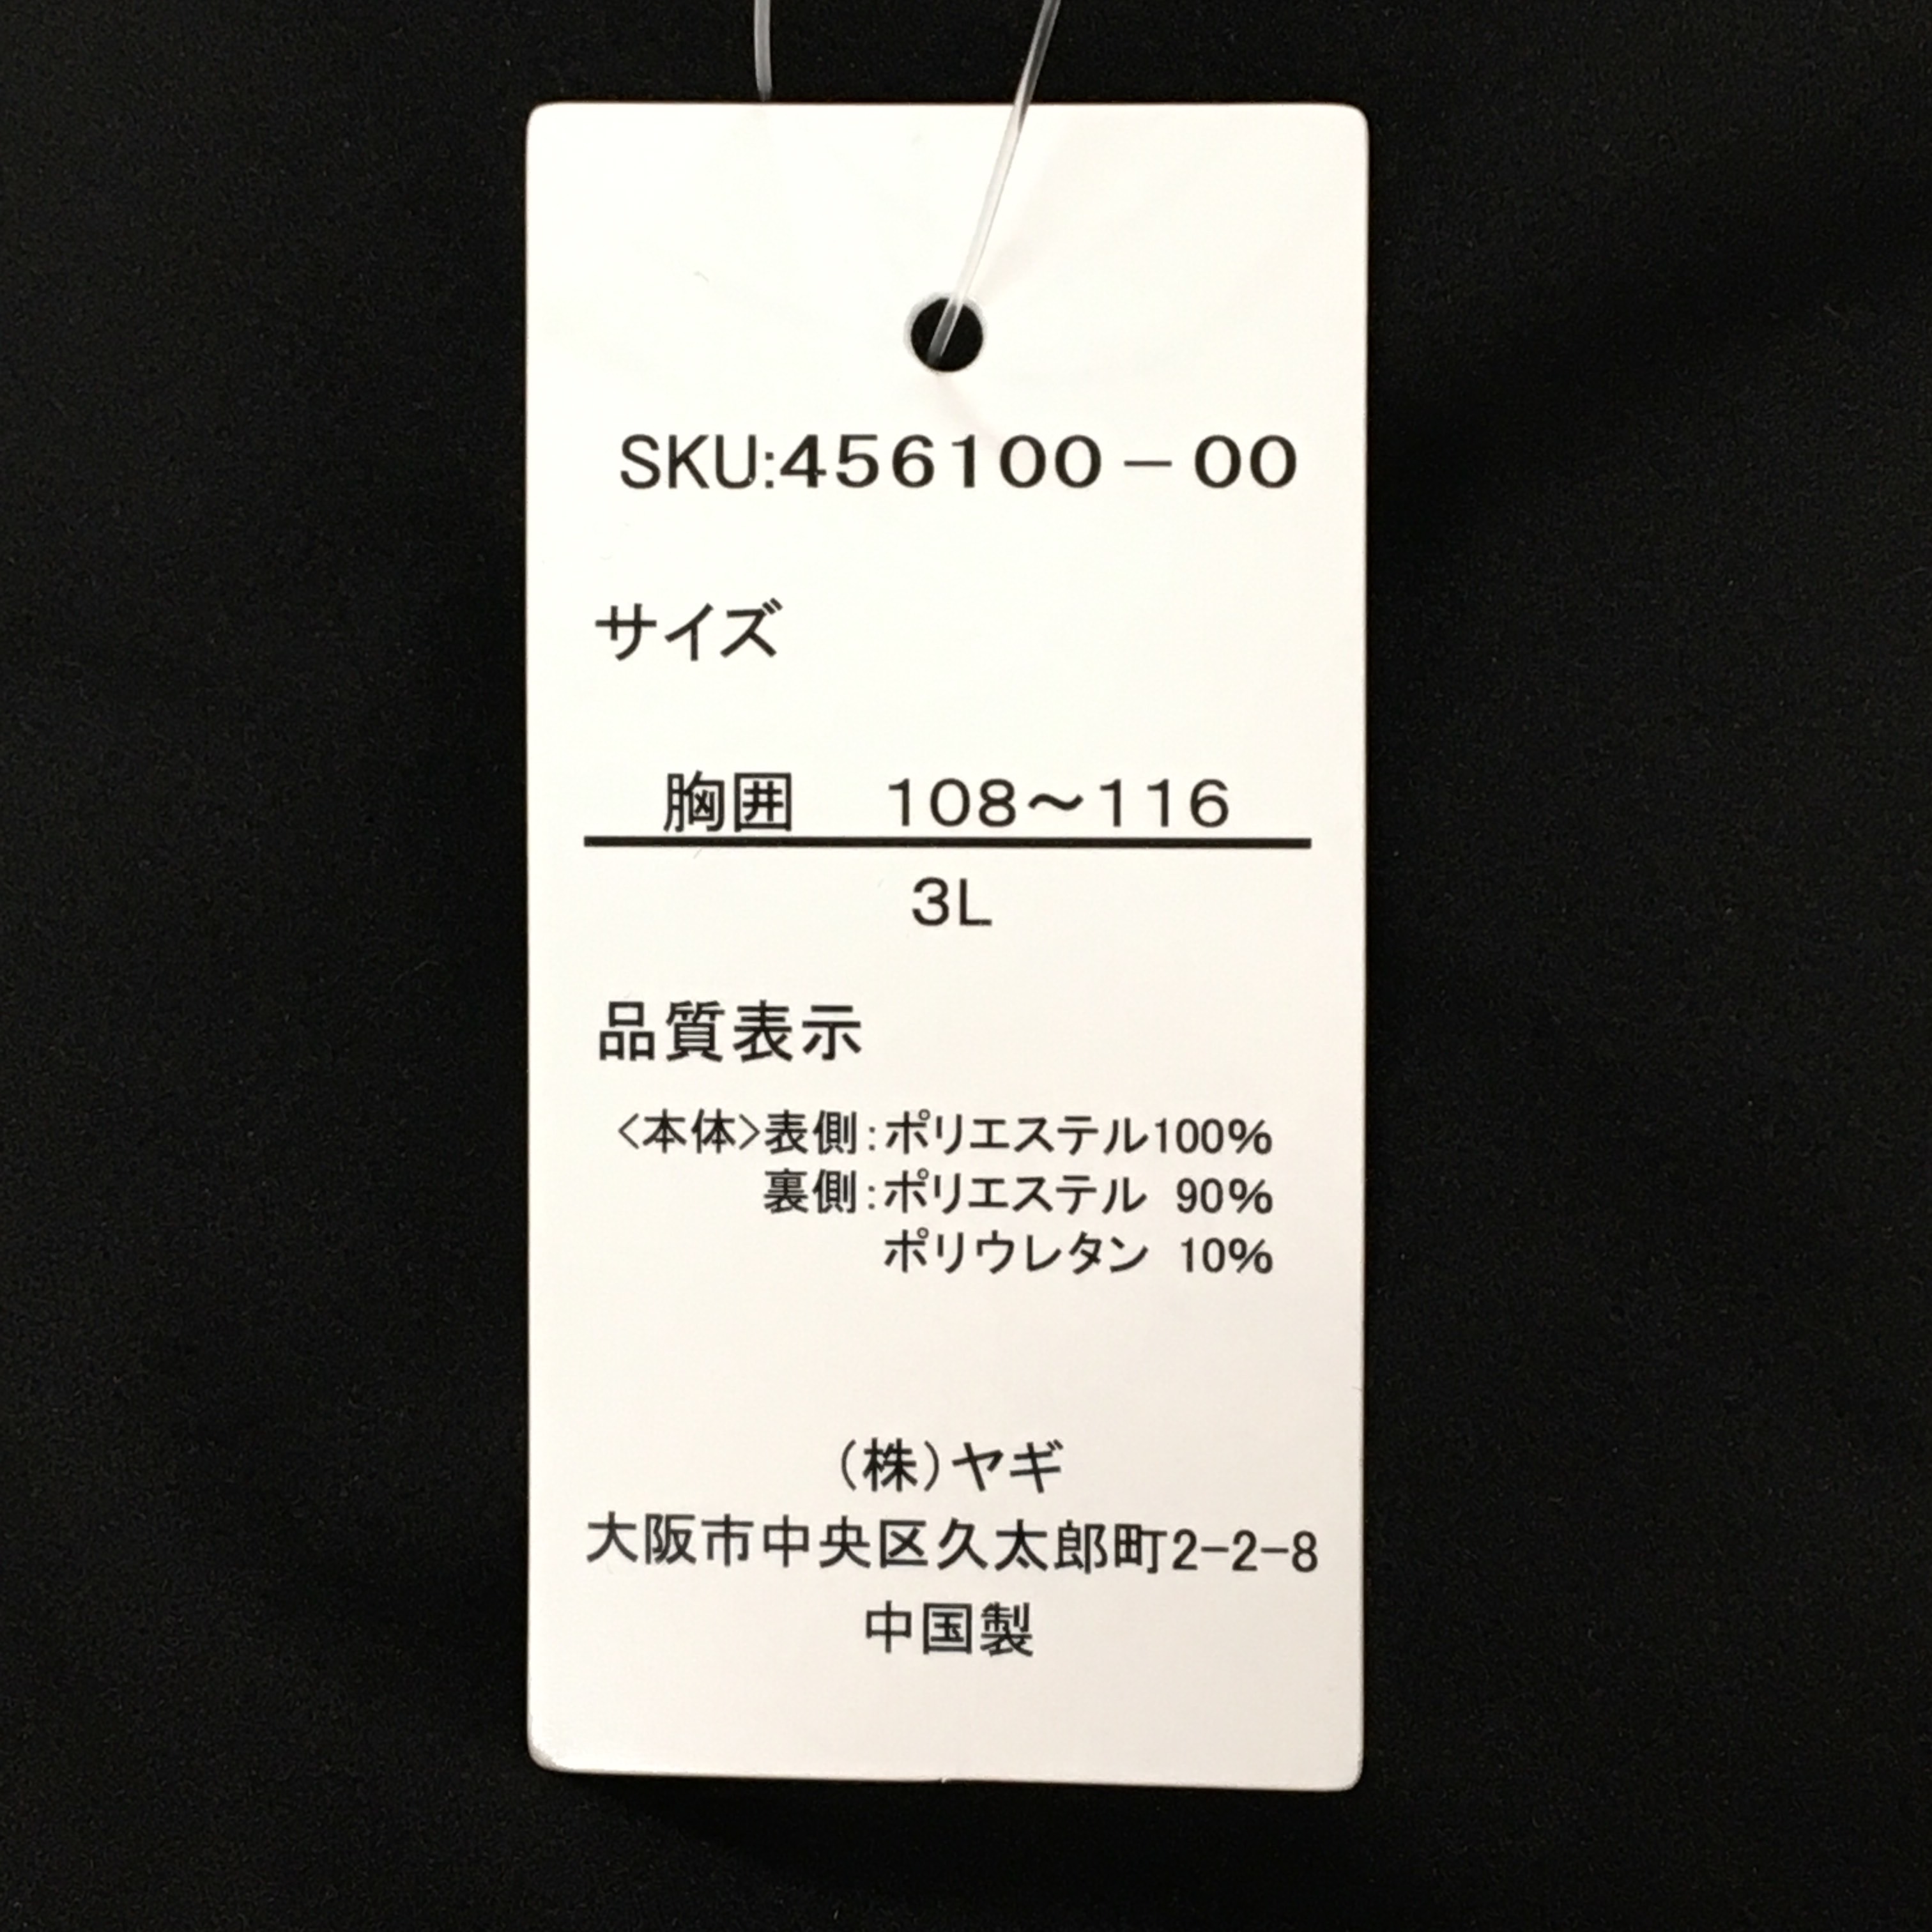 SKU:456100−00
サイズ
胸囲　108〜116
3L
品質表示
<本体>表側:ポリエステル100%
裏側:ポリエステル 90%
ポリウレタン 10%
(株)ヤギ
大阪市中央区久太郎町2-2-8
中国製